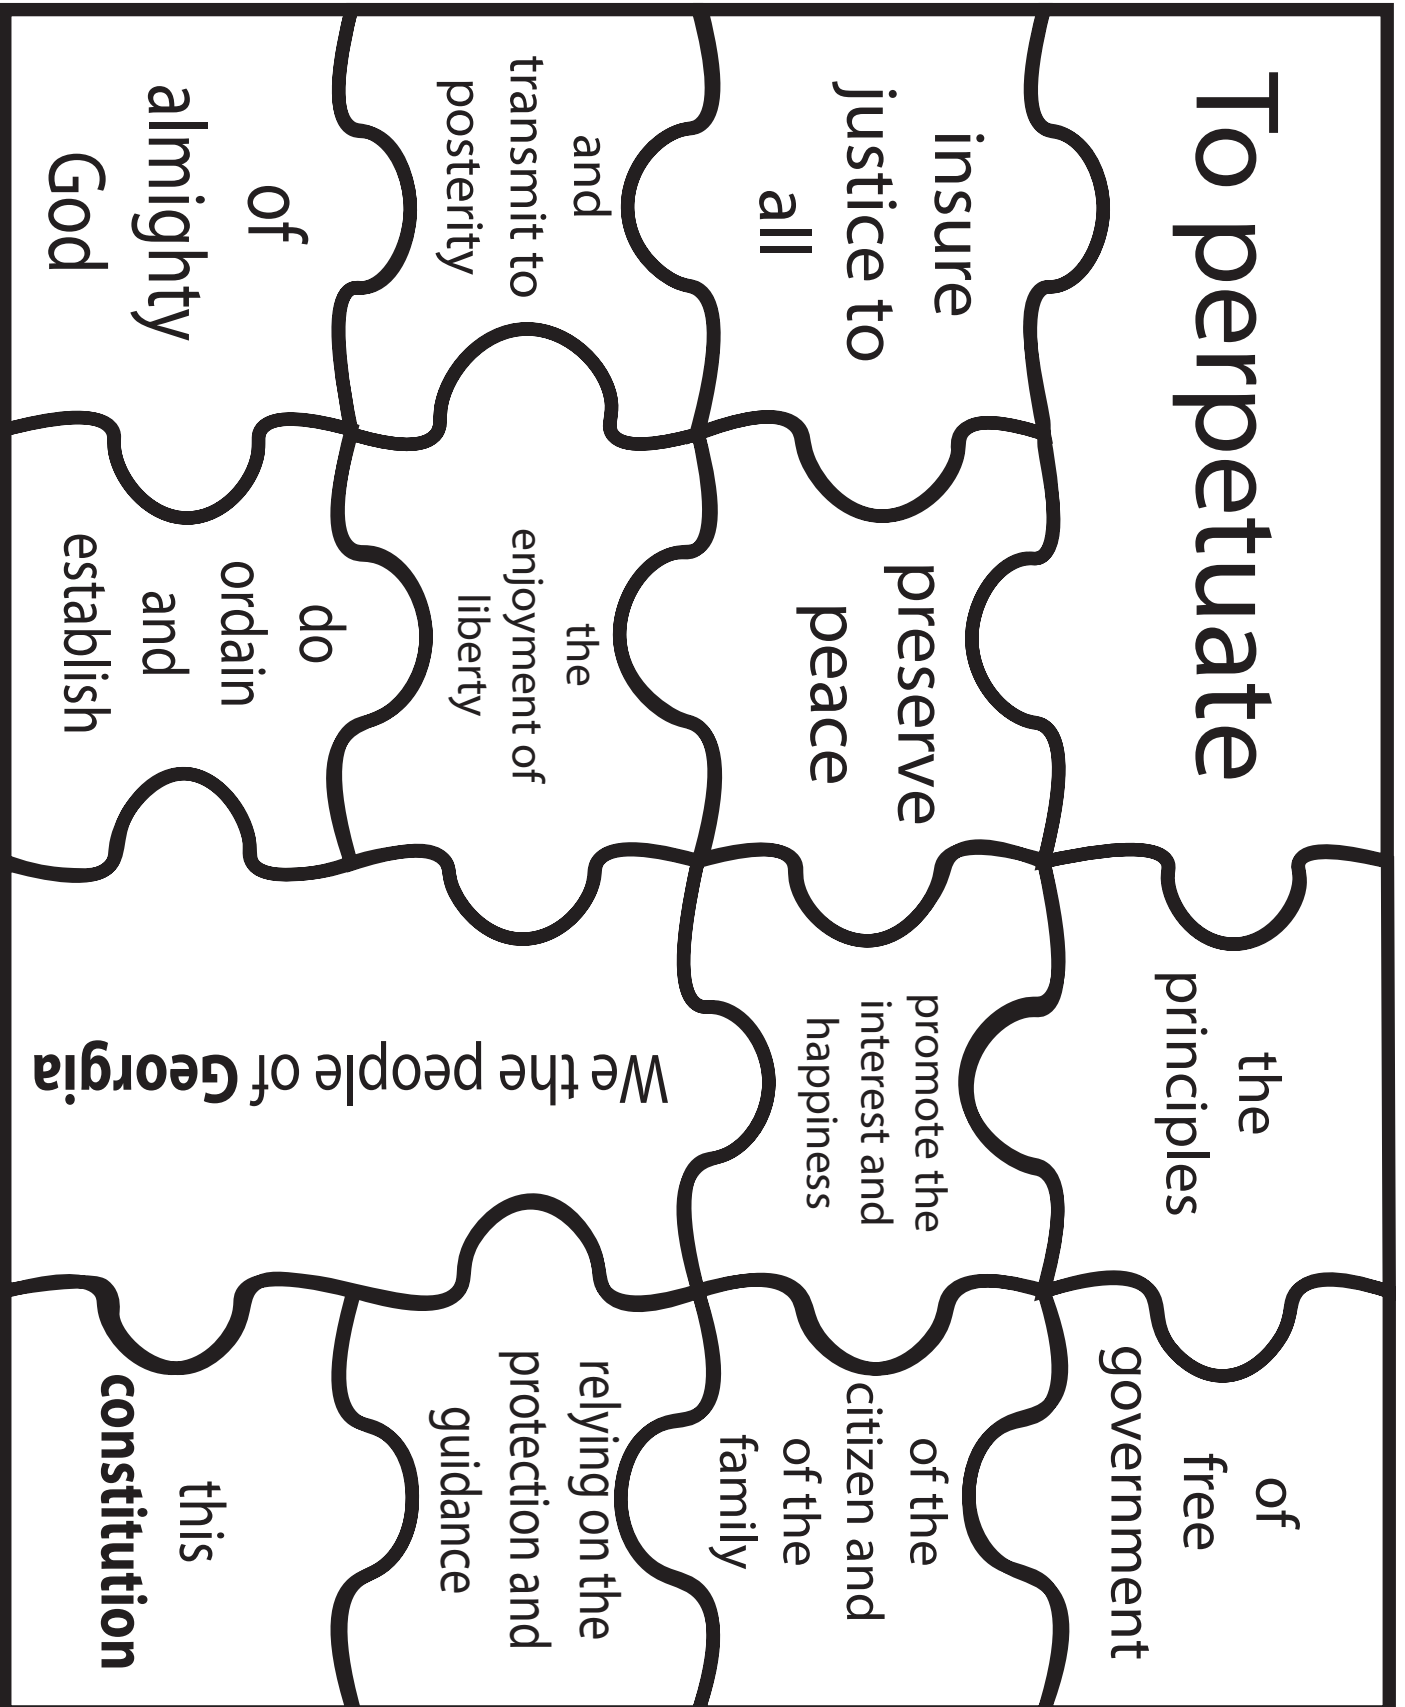 To perpetuate
the
principles
of
free
government
insure
justice to
all
preserve
peace
promote the
interest and
happiness
of the
citizen and
of the
family
and
transmit to
posterity
the
enjoyment of
liberty
We the people of Georgia
relying on the
protection and
guidance
of
almighty
God
do
ordain
and
establish
this
constitution